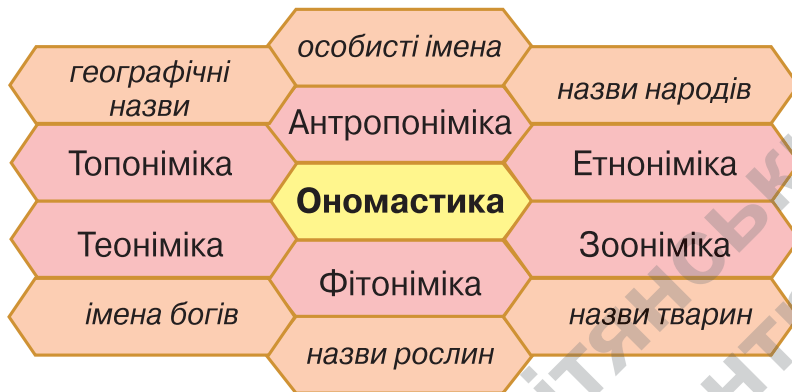 особисті імена
географічні
назви
назви народів
Антропоніміка
Топоніміка
Етноніміка
Ономастика
Теоніміка
Зооніміка
Фітоніміка
імена богів
назви тварин
назви рослин